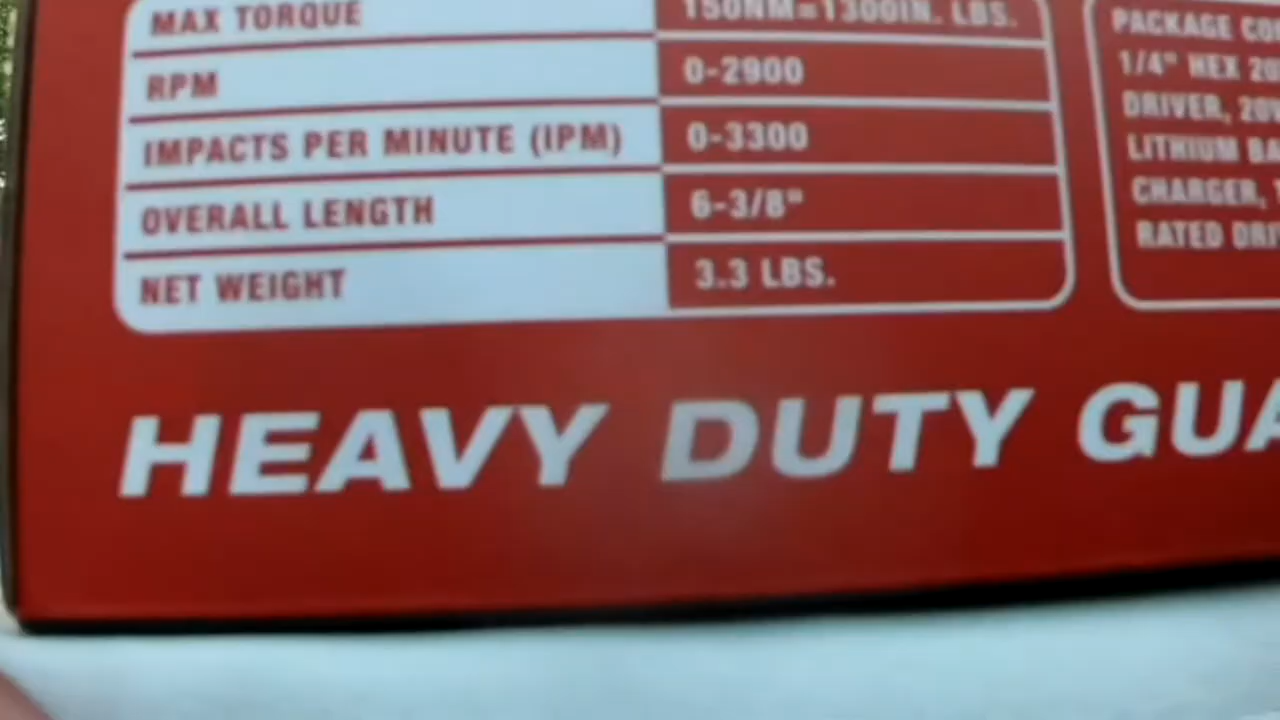 MAX TORQUE 150NM=1300IN. LBS.
RPM 0-2900
IMPACTS PER MINUTE (IPM) 0-3300
OVERALL LENGTH 6-3/8"
NET WEIGHT 3.3 LBS.
PACKAGE
1/4" HEX
DRIVER,
LITHIUM
CHARGER,
RATED
HEAVY DUTY